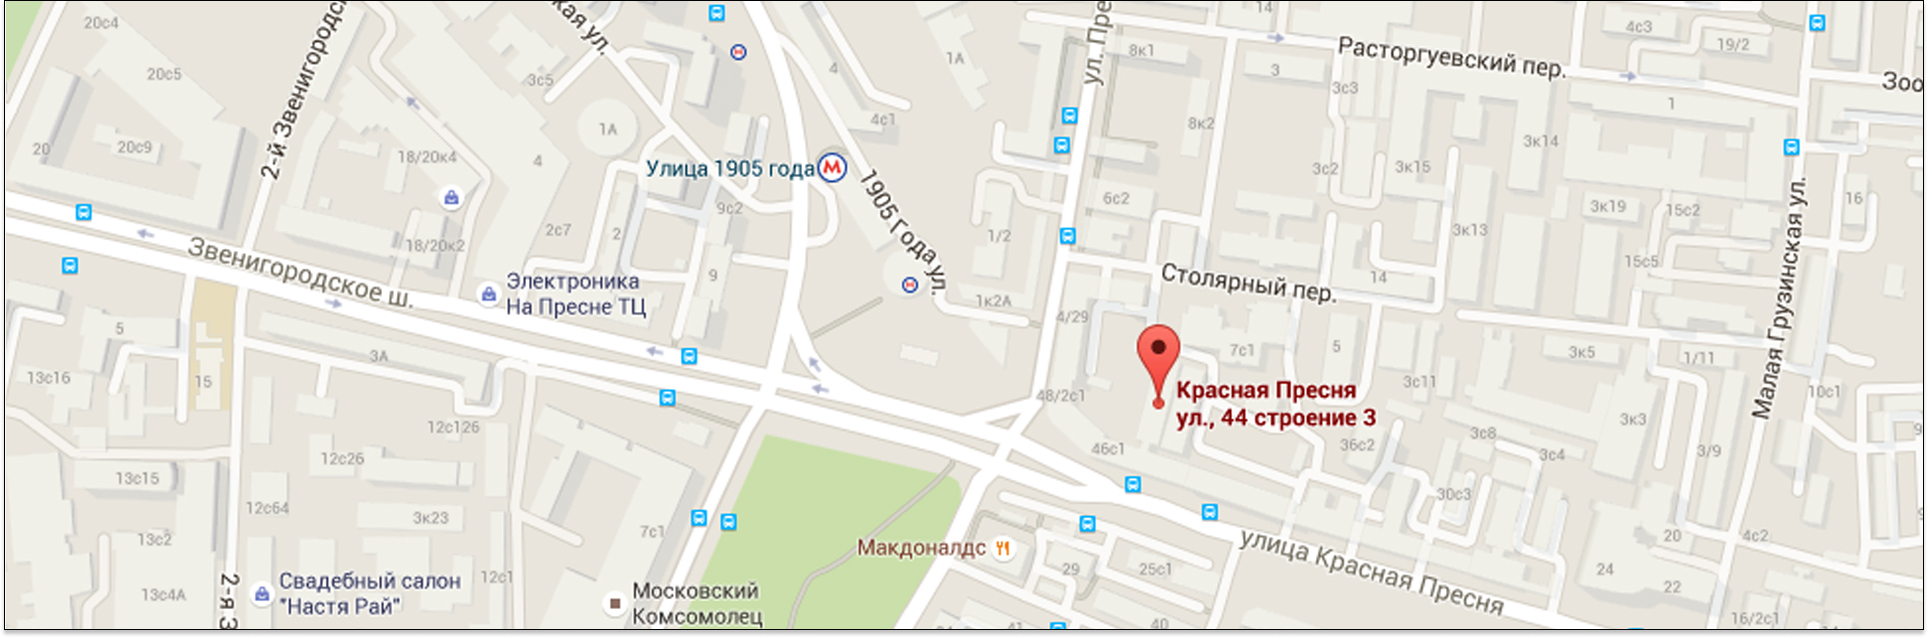 20с4
20с5
20с9
20
2-й Звенигородс
18/20к4
18/20к2
кая ул.
3с5
1А
4
2с7
2
9с2
9
Улица 1905 года
М
4
4с1
1А
1905 года ул.
1/2
1к2А
ул. Пре
8к1
14
3
8к2
6с2
Расторгуевский пер.
3с3
3с2
3к15
3к14
3к13
4с3
19/2
1
Зоо
3к19
15с2
16
15с5
Столярный пер.
14
4/29
7с1
5
3с11
3к5
1/11
10с1
Малая Грузинская ул.
Звенигородское ш.
Электроника
На Пресне ТЦ
5
3А
15
13с16
12с126
12с26
13с15
12с64
3к23
7с1
13с2
12с1
13с4А
2-я З
Свадебный салон
"Настя Рай"
Московский
Комсомолец
Макдоналдс
29
25с1
41
40
48/2с1
46с1
Красная Пресня
ул., 44 строение 3
36с2
30с3
3с8
3с4
3к3
3/9
20
4с2
24
22
16/2с1
улица Красная Пресня